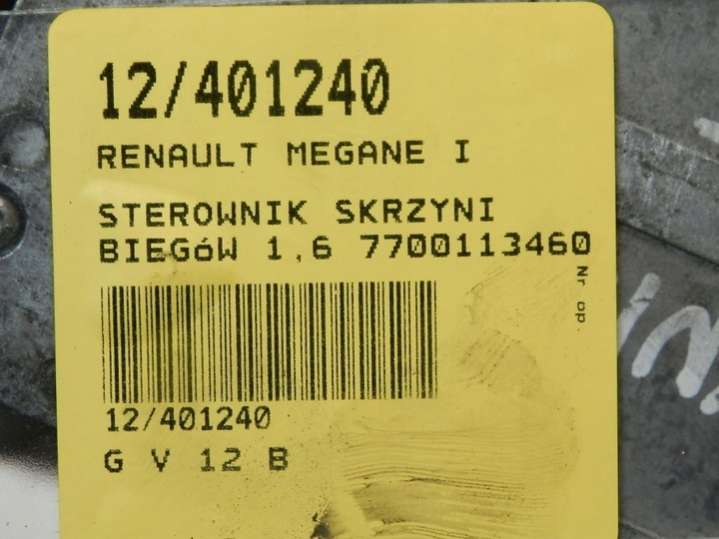 12/401240
RENAULT MEGANE I
STEROWNIK SKRZYNI
BIEGóW 1,6 7700113460
Nr op.
12/401240
G V 12 B